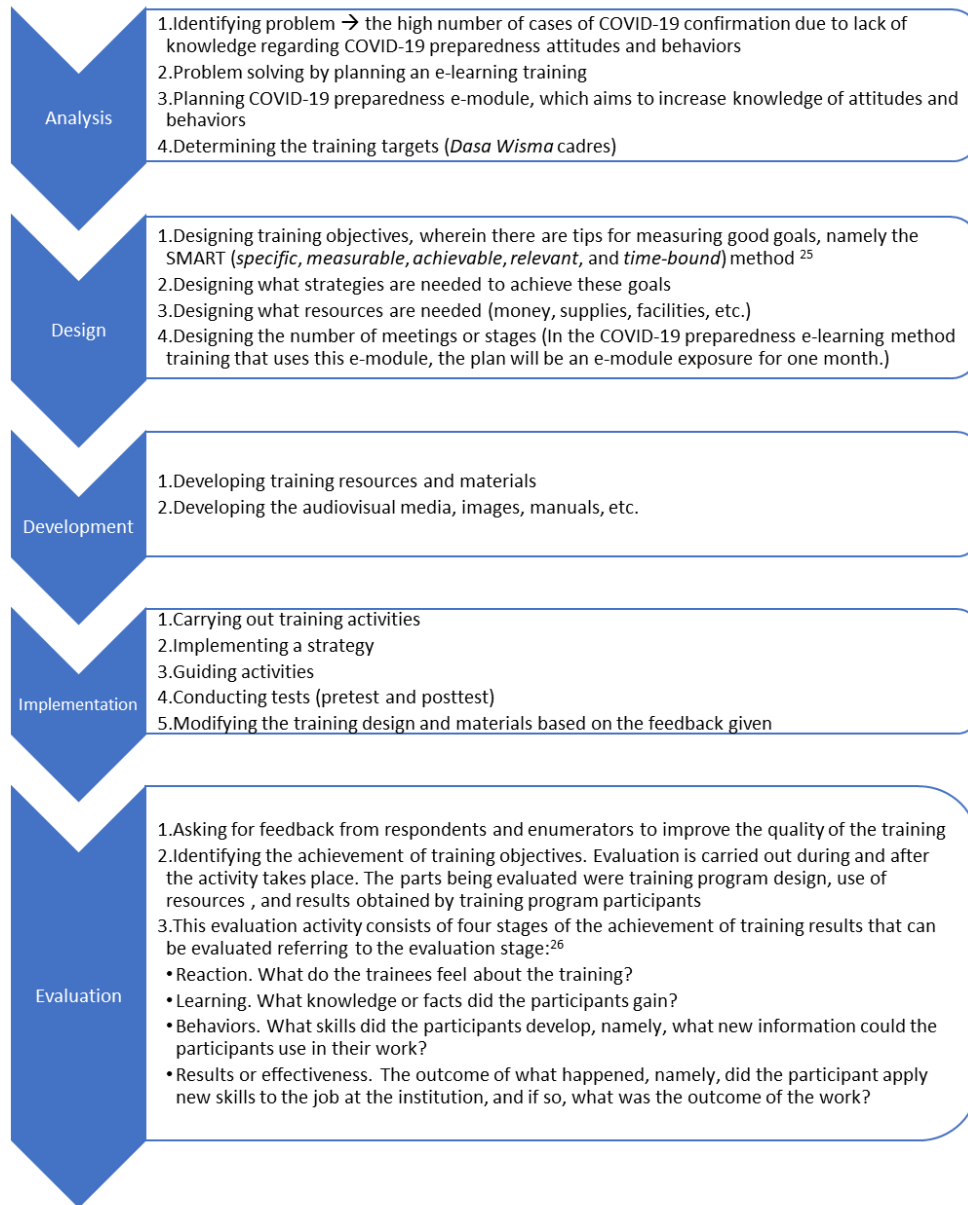 Analysis
1.Identifying problem → the high number of cases of COVID-19 confirmation due to lack of
knowledge regarding COVID-19 preparedness attitudes and behaviors
2.Problem solving by planning an e-learning training
3.Planning COVID-19 preparedness e-module, which aims to increase knowledge of attitudes and
behaviors
4.Determining the training targets (Dasa Wisma cadres)
Design
1.Designing training objectives, wherein there are tips for measuring good goals, namely the
SMART (specific, measurable, achievable, relevant, and time-bound) method 25
2.Designing what strategies are needed to achieve these goals
3.Designing what resources are needed (money, supplies, facilities, etc.)
4.Designing the number of meetings or stages (In the COVID-19 preparedness e-learning method
training that uses this e-module, the plan will be an e-module exposure for one month.)
Development
1.Developing training resources and materials
2.Developing the audiovisual media, images, manuals, etc.
Implementation
1.Carrying out training activities
2.Implementing a strategy
3.Guiding activities
4.Conducting tests (pretest and posttest)
5.Modifying the training design and materials based on the feedback given
Evaluation
1.Asking for feedback from respondents and enumerators to improve the quality of the training
2.Identifying the achievement of training objectives. Evaluation is carried out during and after
the activity takes place. The parts being evaluated were training program design, use of
resources , and results obtained by training program participants
3.This evaluation activity consists of four stages of the achievement of training results that can
be evaluated referring to the evaluation stage:26
• Reaction. What do the trainees feel about the training?
• Learning. What knowledge or facts did the participants gain?
• Behaviors. What skills did the participants develop, namely, what new information could the
participants use in their work?
• Results or effectiveness. The outcome of what happened, namely, did the participant apply
new skills to the job at the institution, and if so, what was the outcome of the work?